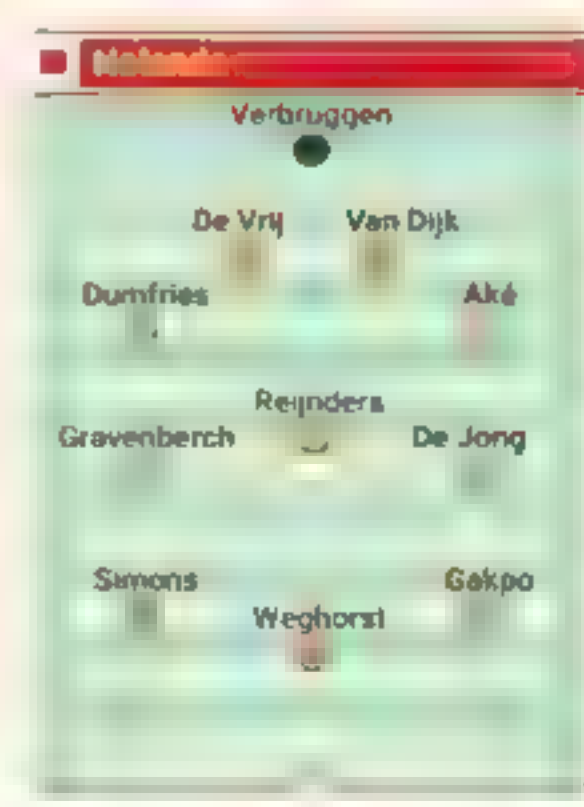 Verbruggen
De Vrij Van Dijk
Dumfries Aké
Reijnders
Gravenberch De Jong
Simons Gakpo
Weghorst